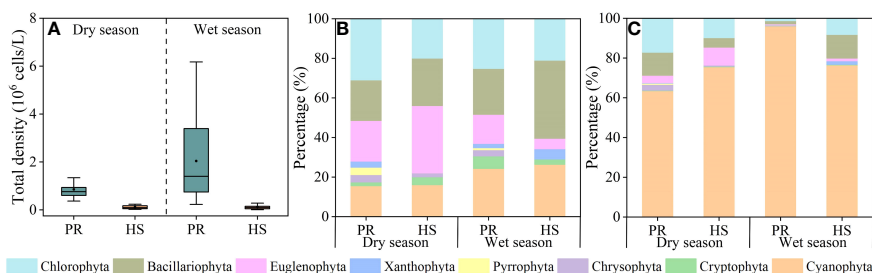 A
Dry season
Wet season
Total density (10⁶ cells/L)
8
6
4
2
0
PR
HS
PR
HS
B
Percentage (%)
100
80
60
40
20
0
PR
HS
PR
HS
Dry season
Wet season
C
Percentage (%)
100
80
60
40
20
0
PR
HS
PR
HS
Dry season
Wet season
Chlorophyta
Bacillariophyta
Euglenophyta
Xanthophyta
Pyrrophyta
Chrysophyta
Cryptophyta
Cyanophyta